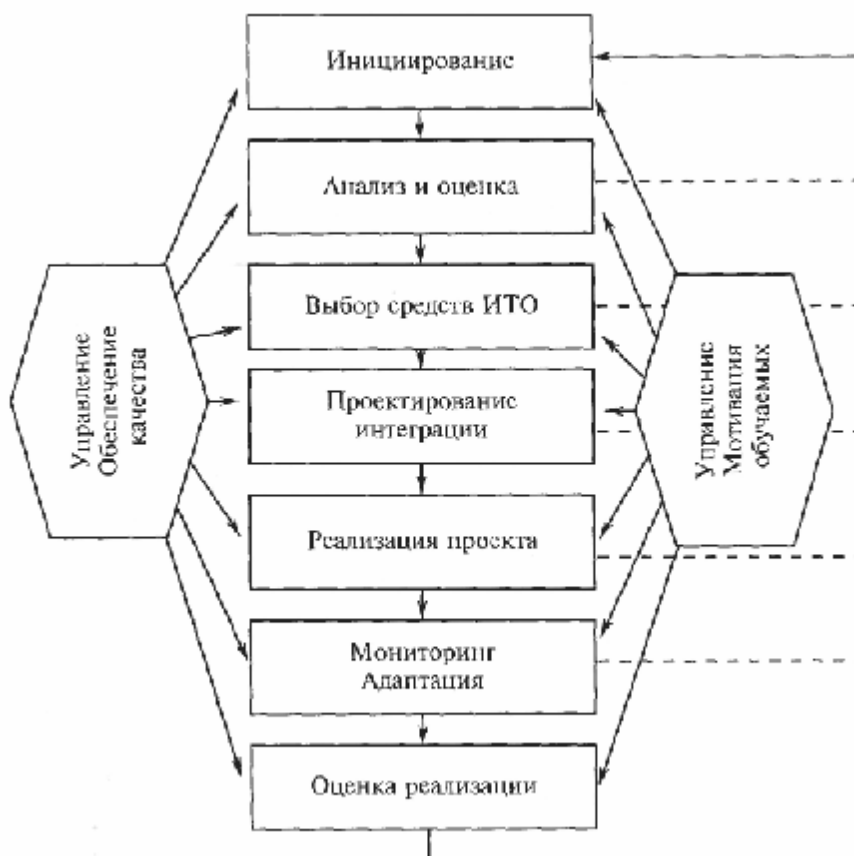 Инициирование
Анализ и оценка
Выбор средств ИТО
Проектирование
интеграции
Реализация проекта
Мониторинг
Адаптация
Оценка реализации
Управление
Обеспечение
качества
Управление
Мотивация
обучаемых